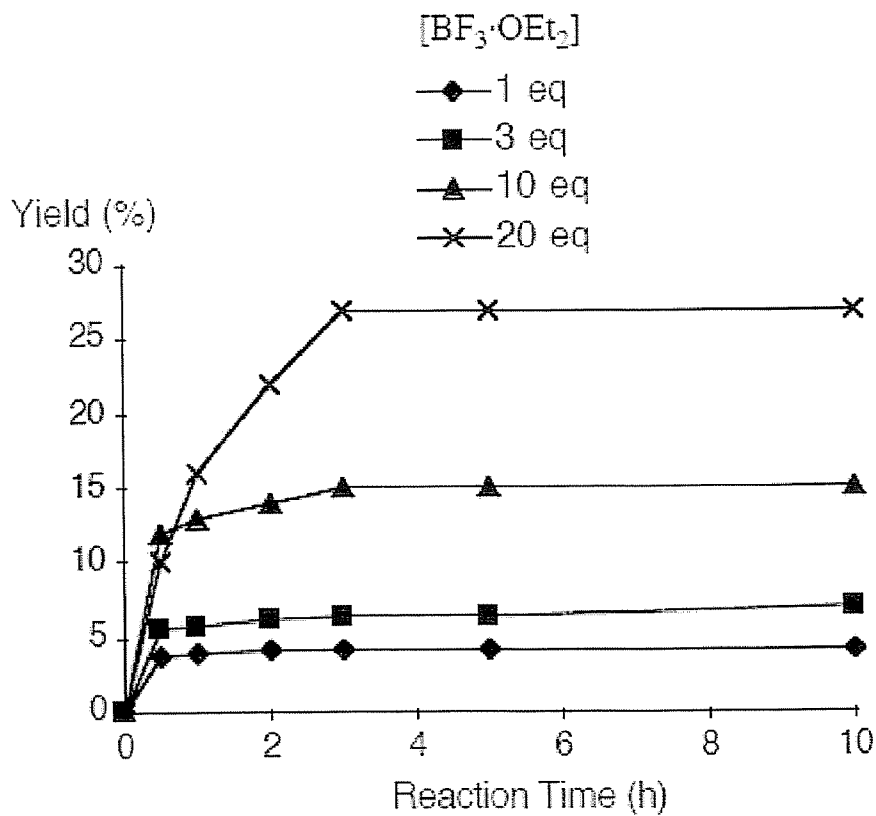 [BF₃·OEt₂]
1 eq
3 eq
10 eq
20 eq
Yield (%)
30
25
20
15
10
5
0
0 2 4 6 8 10
Reaction Time (h)